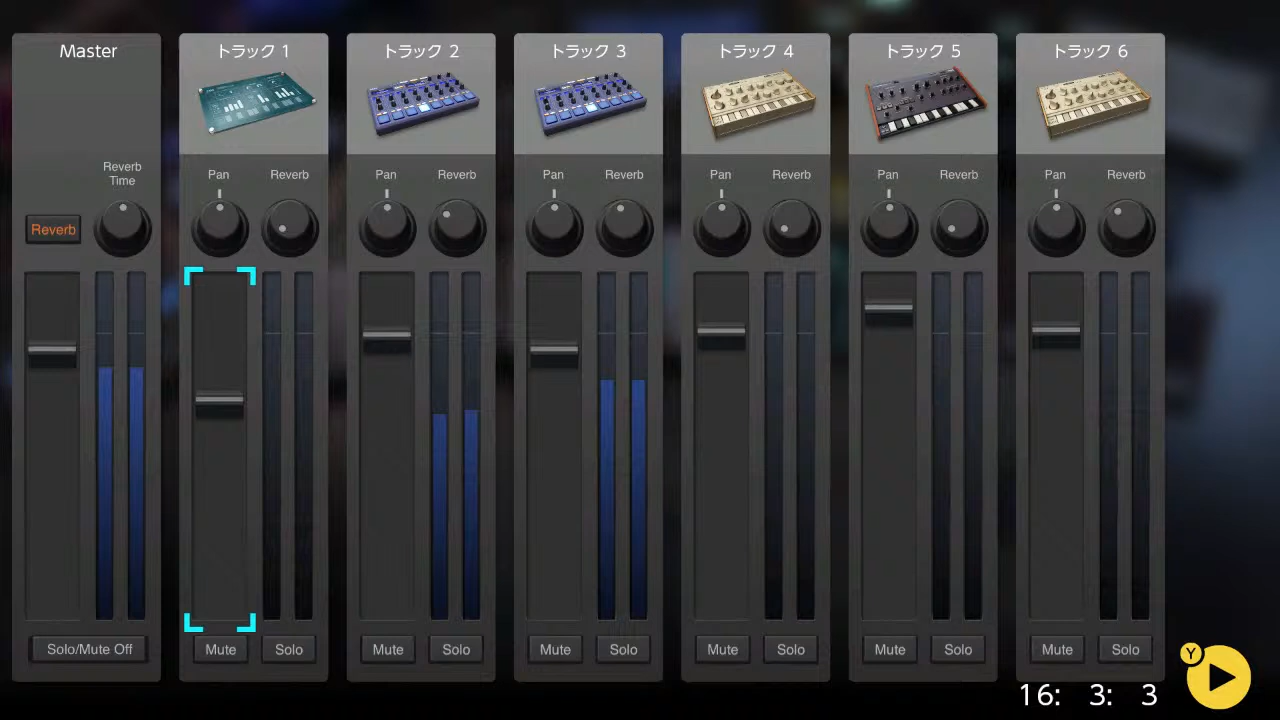 Master
Reverb
Time
Reverb
Solo/Mute Off
トラック 1
Pan Reverb
Mute Solo
トラック 2
Pan Reverb
Mute Solo
トラック 3
Pan Reverb
Mute Solo
トラック 4
Pan Reverb
Mute Solo
トラック 5
Pan Reverb
Mute Solo
トラック 6
Pan Reverb
Mute Solo
16: 3: 3
Y